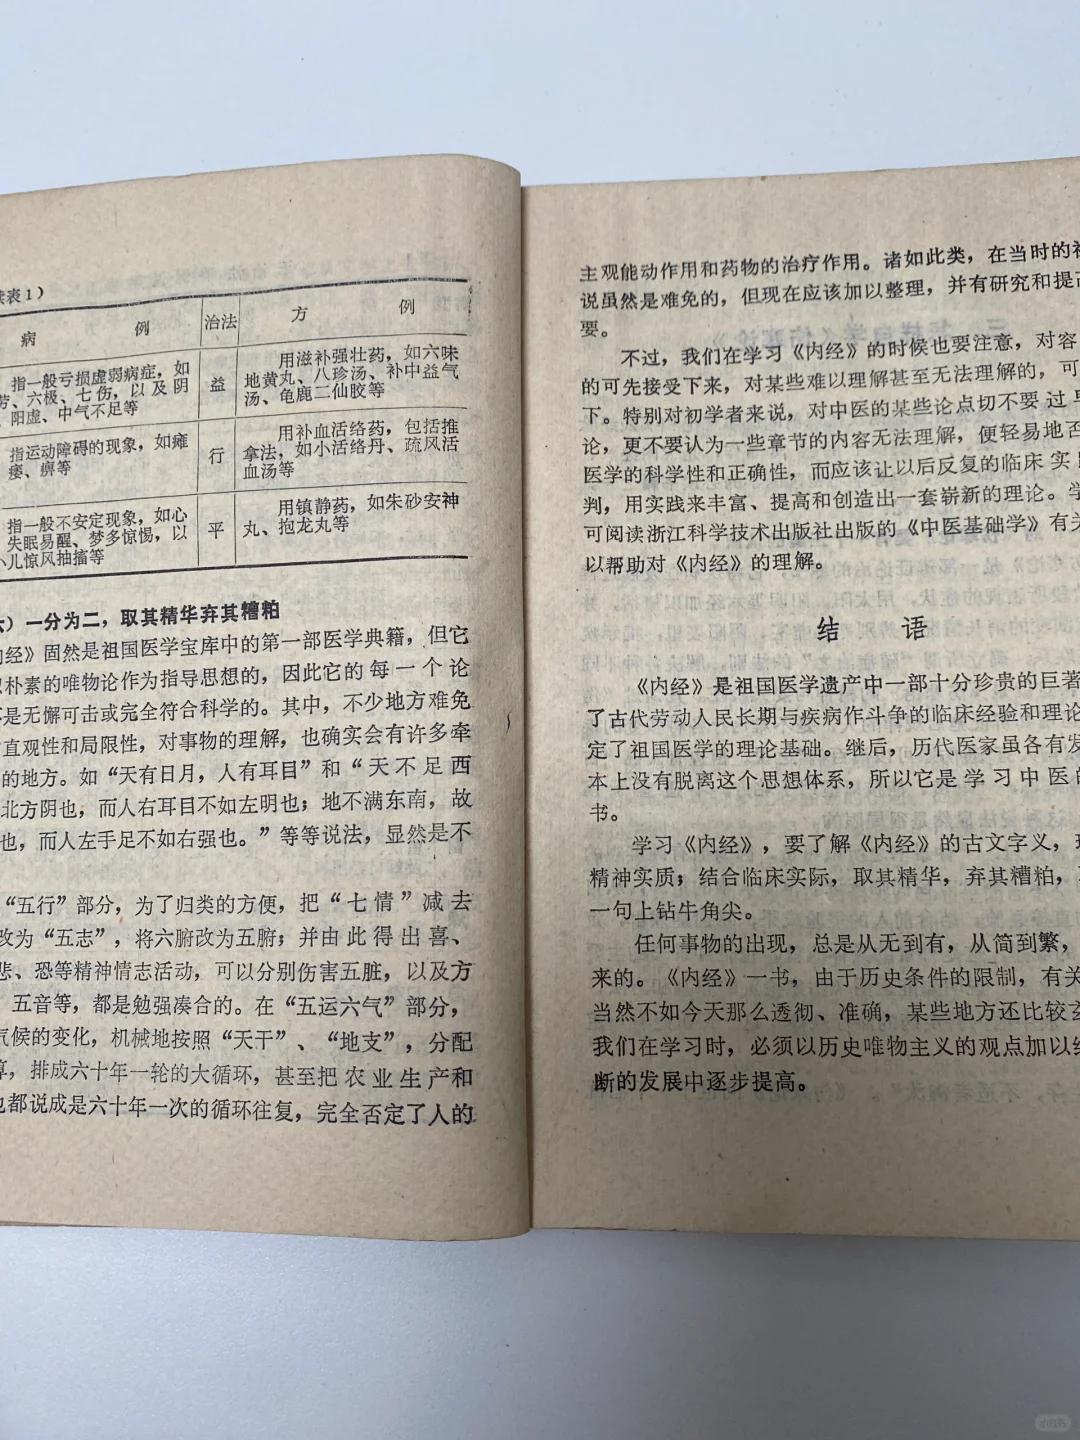 续表1）
病 例 治法 方 例
指一般亏损虚弱病症，如
劳、六极、七伤，以及阴
、阳虚、中气不足等
益
用滋补强壮药，如六味
地黄丸、八珍汤、补中益气
汤、龟鹿二仙胶等
指运动障碍的现象，如瘫
痿、痹等
行
用补血活络药，包括推
拿法，如小活络丹、疏风活
血汤等
指一般不安定现象，如心
失眠易醒、梦多惊惕，以
小儿惊风抽搐等
平
用镇静药，如朱砂安神
丸、抱龙丸等
六）一分为二，取其精华弃其糟粕
内经》固然是祖国医学宝库中的第一部医学典籍，但它
朴素的唯物论作为指导思想的，因此它的每一个论
是无懈可击或完全符合科学的。其中，不少地方难免
直观性和局限性，对事物的理解，也确实会有许多牵
的地方。如“天有日月，人有耳目”和“天不足西
北方阴也，而人右耳目不如左明也；地不满东南，故
也，而人左手足不如右强也。”等等说法，显然是不
“五行”部分，为了归类的方便，把“七情”减去
改为“五志”，将六腑改为五腑；并由此得出喜、
悲、恐等精神情志活动，可以分别伤害五脏，以及方
五音等，都是勉强凑合的。在“五运六气”部分，
气候的变化，机械地按照“天干”、“地支”，分配
算，排成六十年一轮的大循环，甚至把农业生产和
也都说成是六十年一次的循环往复，完全否定了人的
主观能动作用和药物的治疗作用。诸如此类，在当时的社
说虽然是难免的，但现在应该加以整理，并有研究和提高
要。
不过，我们在学习《内经》的时候也要注意，对容
的可先接受下来，对某些难以理解甚至无法理解的，可
下。特别对初学者来说，对中医的某些论点切不要过早
论，更不要认为一些章节的内容无法理解，便轻易地否
医学的科学性和正确性，而应该让以后反复的临床实践
判，用实践来丰富、提高和创造出一套崭新的理论。学
可阅读浙江科学技术出版社出版的《中医基础学》有关
以帮助对《内经》的理解。
结 语
《内经》是祖国医学遗产中一部十分珍贵的巨著
了古代劳动人民长期与疾病作斗争的临床经验和理论
定了祖国医学的理论基础。继后，历代医家虽各有发
本上没有脱离这个思想体系，所以它是学习中医的
书。
学习《内经》，要了解《内经》的古文字义，理
精神实质；结合临床实际，取其精华，弃其糟粕，
一句上钻牛角尖。
任何事物的出现，总是从无到有，从简到繁，
来的。《内经》一书，由于历史条件的限制，有关
当然不如今天那么透彻、准确，某些地方还比较玄
我们在学习时，必须以历史唯物主义的观点加以
断的发展中逐步提高。
小红书